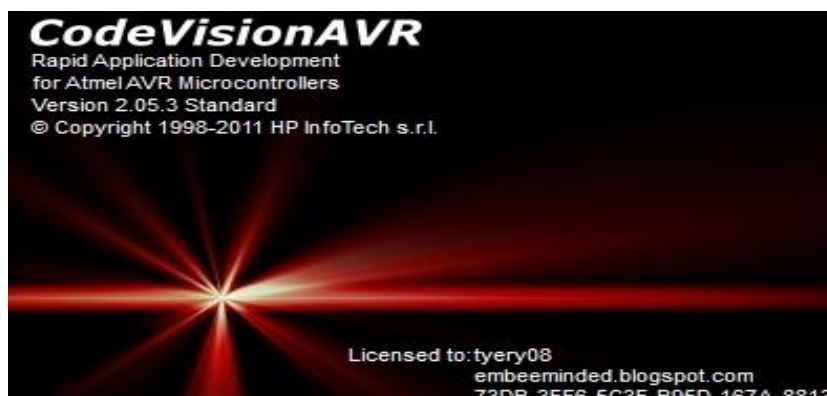 CodeVisionAVR
Rapid Application Development
for Atmel AVR Microcontrollers
Version 2.05.3 Standard
© Copyright 1998-2011 HP InfoTech s.r.l.
Licensed to: tyery08
embeeminded.blogspot.com